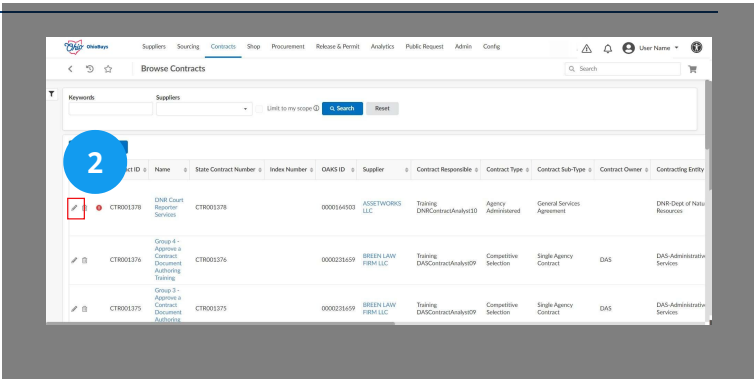 Ohio OhioBuys Suppliers Sourcing Contracts Shop Procurement Release & Permit Analytics Public Request Admin Config User Name
Browse Contracts Search
Keywords Suppliers
Limit to my scope Search Reset
2
ct ID Name State Contract Number Index Number OAKS ID Supplier Contract Responsible Contract Type Contract Sub-Type Contract Owner Contracting Entity
CTR001378 DNR Court Reporter Services CTR001378 0000164503 ASSETWORKS LLC Training DNRContractAnalyst10 Agency Administered General Services Agreement DNR-Dept of Natu Resources
CTR001376 Group 4 - Approve a Contract Document Authoring Training CTR001376 0000231659 BREEN LAW FIRM LLC Training DASContractAnalyst09 Competitive Selection Single Agency Contract DAS DAS-Administrativ Services
CTR001375 Group 3 - Approve a Contract Document Authoring CTR001375 0000231659 BREEN LAW FIRM LLC Training DASContractAnalyst09 Competitive Selection Single Agency Contract DAS DAS-Administrativ Services